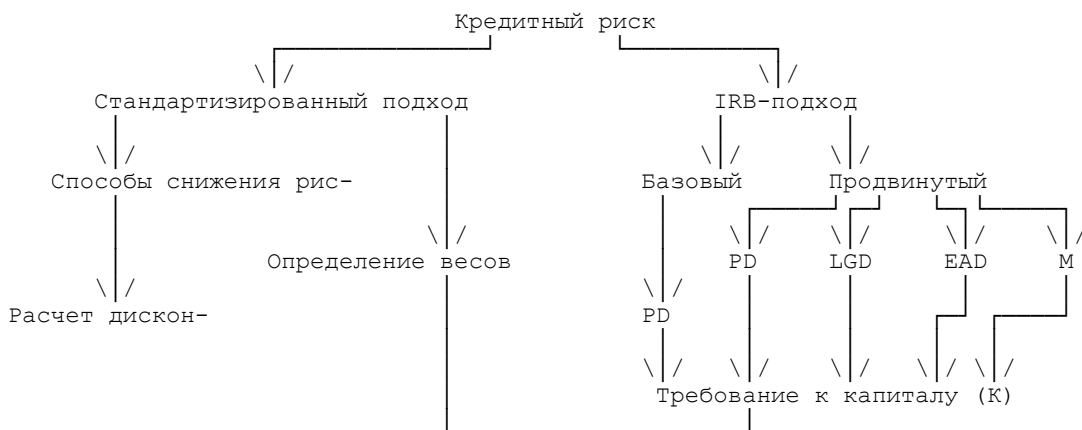 Кредитный риск
Стандартизированный подход IRB-подход
Способы снижения рис- Базовый Продвинутый
Определение весов PD LGD EAD M
Расчет дискон- PD
Требование к капиталу (К)